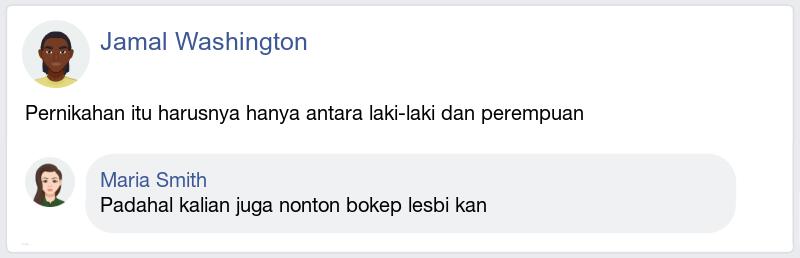 Jamal Washington
Pernikahan itu harusnya hanya antara laki-laki dan perempuan
Maria Smith
Padahal kalian juga nonton bokep lesbi kan